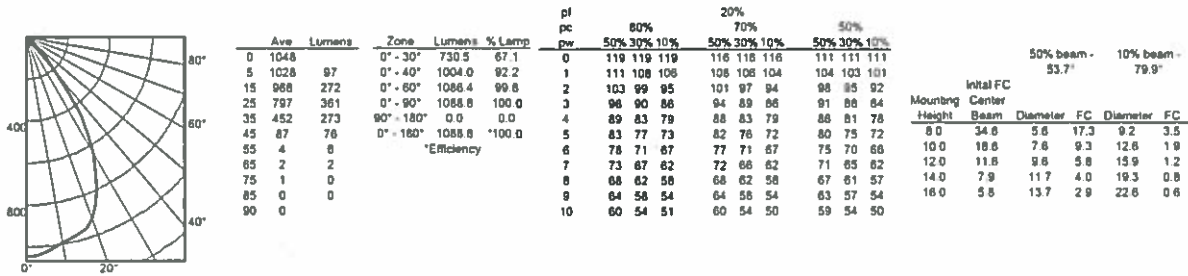 400
800
0°
20°
40°
60°
80°
Ave Lumens
0 1048
5 1028 97
15 968 272
25 797 361
35 452 273
45 87 76
55 4 6
65 2 2
75 1 0
85 0 0
90 0
Zone Lumens % Lamp
0° - 30° 730.5 67.1
0° - 40° 1004.0 92.2
0° - 60° 1086.4 99.8
0° - 90° 1088.8 100.0
90° - 180° 0.0 0.0
0° - 180° 1088.8 *100.0
*Efficiency
pf 20%
pc 80% 70% 50%
pw 50% 30% 10% 50% 30% 10% 50% 30% 10%
0 119 119 119 116 116 116 111 111 111
1 111 108 106 108 106 104 104 103 101
2 103 99 95 101 97 94 98 95 92
3 96 90 86 94 89 86 91 88 84
4 89 83 79 88 83 79 86 81 78
5 83 77 73 82 76 72 80 75 72
6 78 71 67 77 71 67 75 70 66
7 73 67 62 72 66 62 71 65 62
8 68 62 58 68 62 58 67 61 57
9 64 58 54 64 58 54 63 57 54
10 60 54 51 60 54 50 59 54 50
50% beam - 10% beam -
53.7° 79.9°
Inital FC
Mounting Center
Height Beam Diameter FC Diameter FC
8.0 34.6 5.6 17.3 9.2 3.5
10.0 18.6 7.6 9.3 12.6 1.9
12.0 11.6 9.6 5.8 15.9 1.2
14.0 7.9 11.7 4.0 19.3 0.8
16.0 5.8 13.7 2.9 22.6 0.6